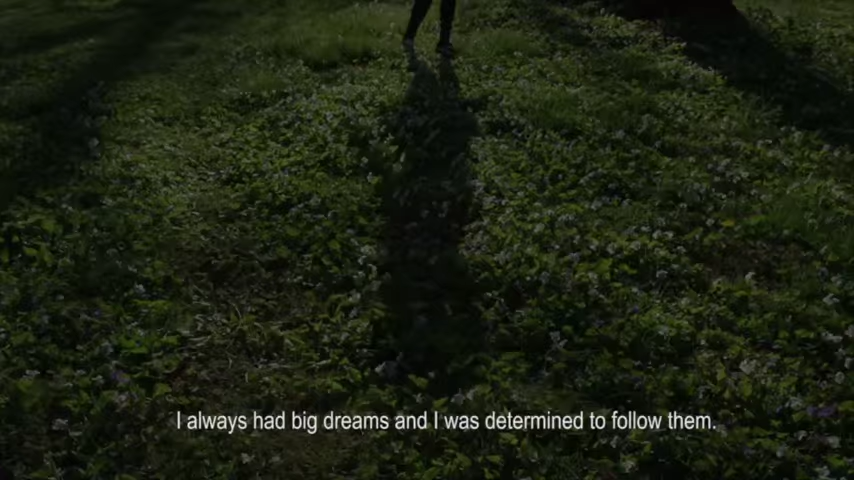 I always had big dreams and I was determined to follow them.